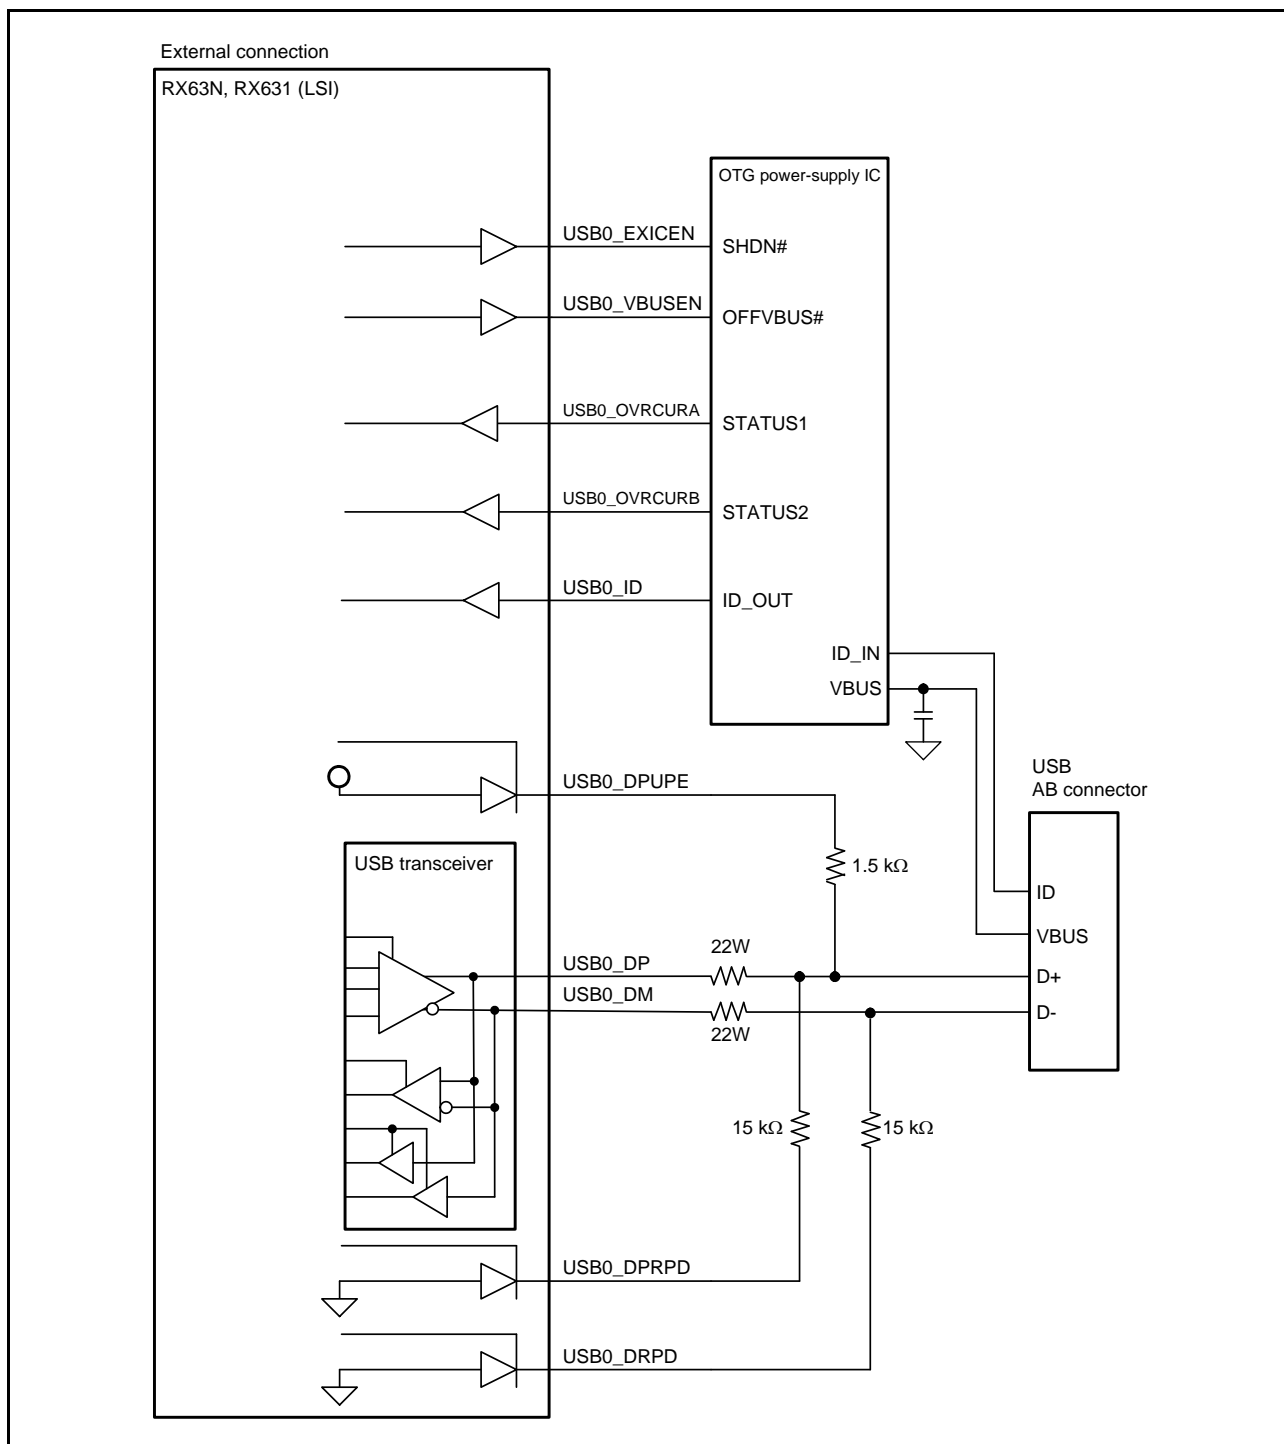 External connection
RX63N, RX631 (LSI)
OTG power-supply IC
USB0_EXICEN
SHDN#
USB0_VBUSEN
OFFVBUS#
USB0_OVRCURA
STATUS1
USB0_OVRCURB
STATUS2
USB0_ID
ID_OUT
ID_IN
VBUS
USB
AB connector
USB0_DPUPE
USB transceiver
1.5 kΩ
ID
VBUS
22W
USB0_DP
D+
USB0_DM
D-
22W
15 kΩ
15 kΩ
USB0_DPRPD
USB0_DRPD